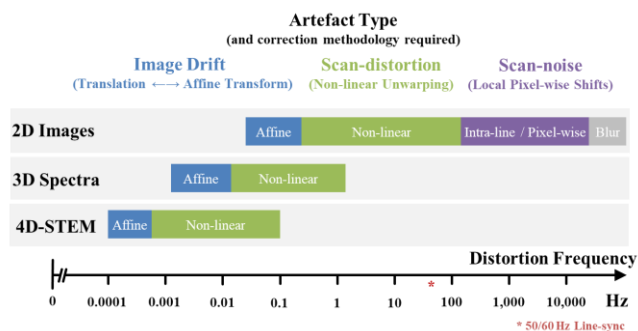 Artefact Type
(and correction methodology required)
Image Drift Scan-distortion Scan-noise
(Translation ←→ Affine Transform) (Non-linear Unwarping) (Local Pixel-wise Shifts)
2D Images Affine Non-linear Intra-line / Pixel-wise Blur
3D Spectra Affine Non-linear
4D-STEM Affine Non-linear
Distortion Frequency
*
0 0.0001 0.001 0.01 0.1 1 10 100 1,000 10,000 Hz
* 50/60 Hz Line-sync